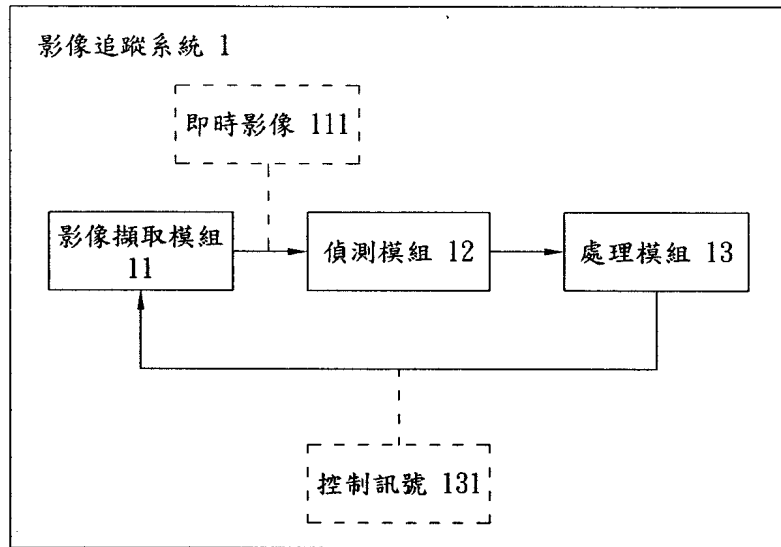 影像追蹤系統 1
即時影像 111
影像擷取模組
11
偵測模組 12
處理模組 13
控制訊號 131